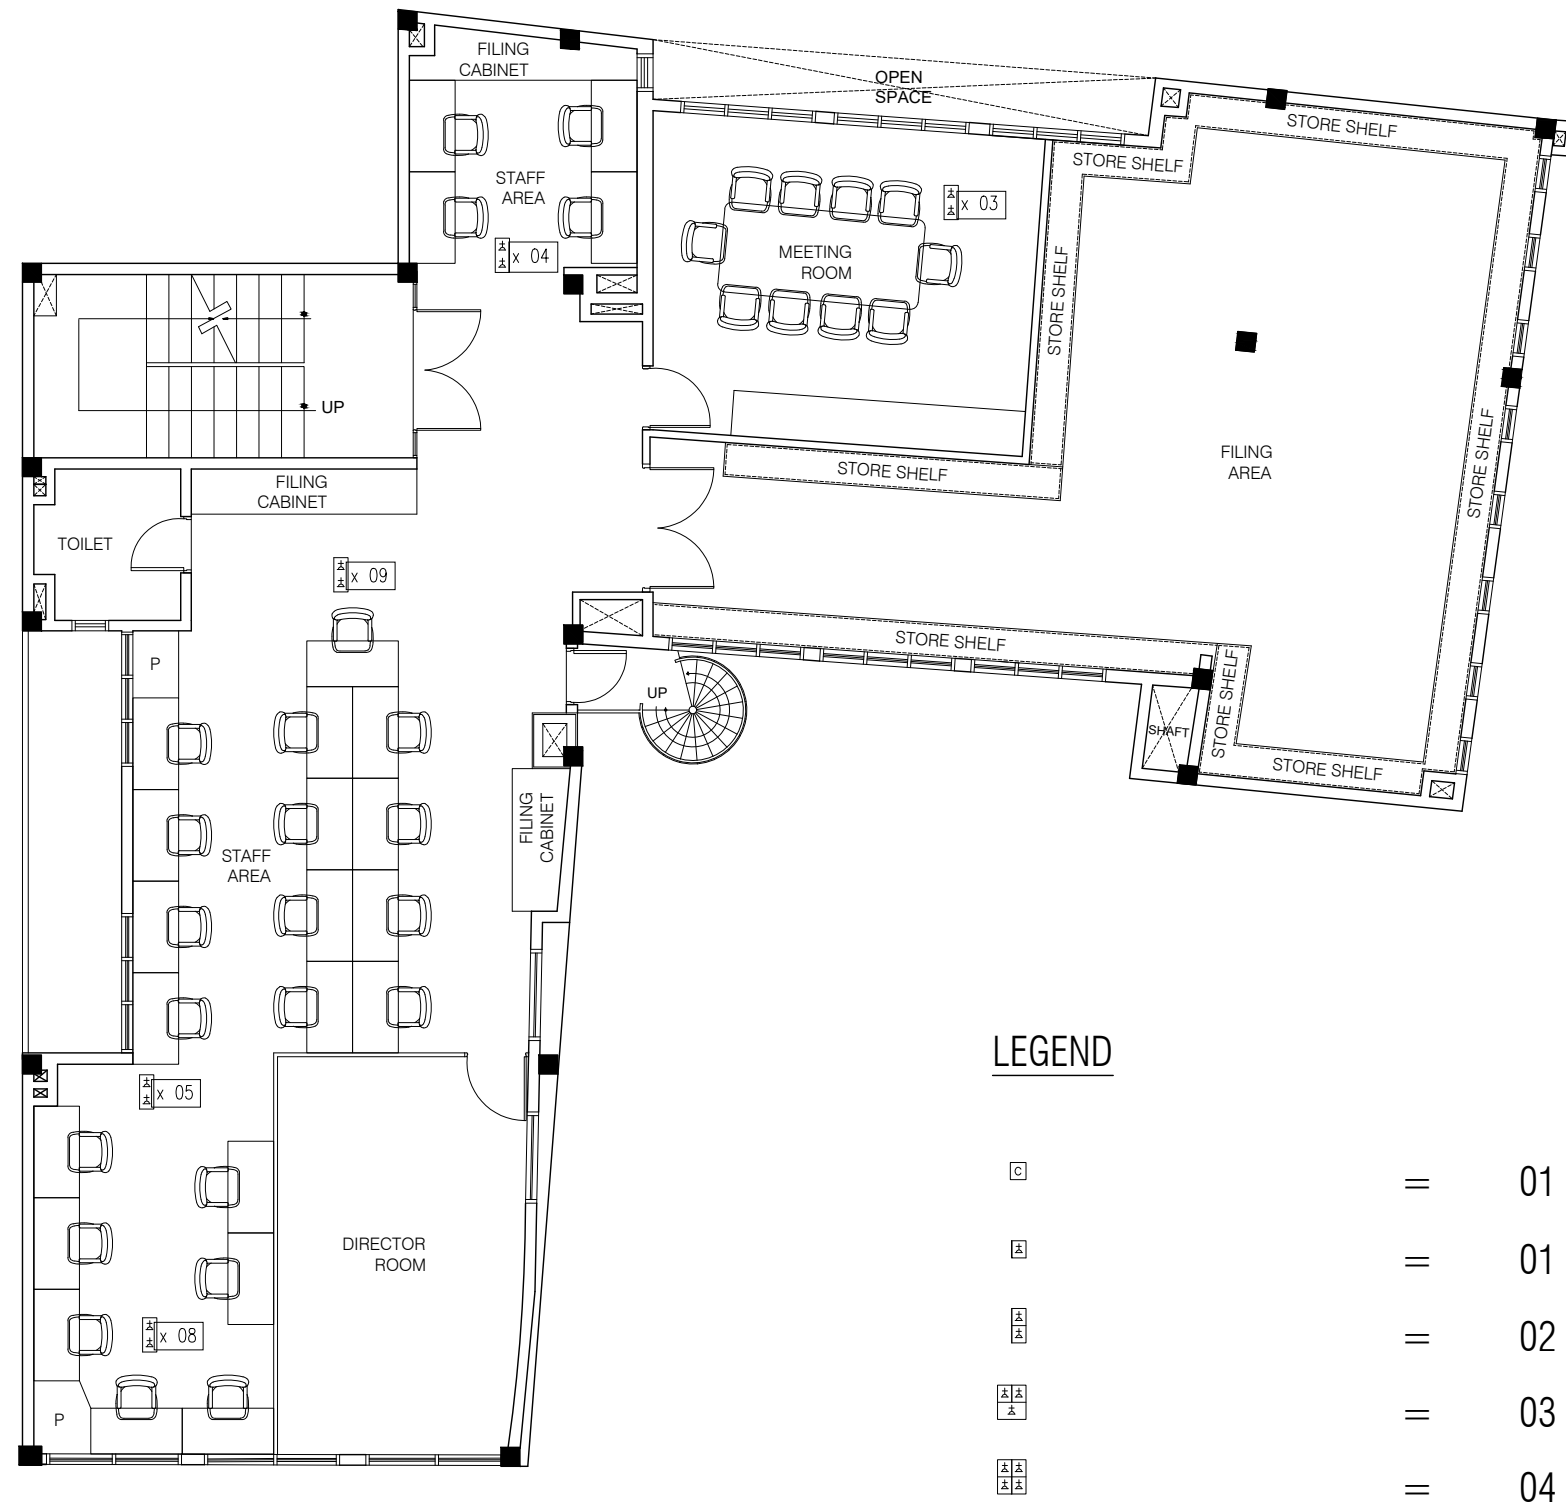 FILING
CABINET
OPEN
SPACE
STORE SHELF
STORE SHELF
STAFF
AREA
x 03
x 04
MEETING
ROOM
STORE SHELF
UP
FILING
CABINET
STORE SHELF
FILING
AREA
STORE SHELF
TOILET
x 09
STORE SHELF
P
UP
STORE SHELF
SHAFT
STORE SHELF
FILING
CABINET
STAFF
AREA
LEGEND
x 05
C = 01
= 01
DIRECTOR
ROOM
x 08
= 02
P
= 03
= 04